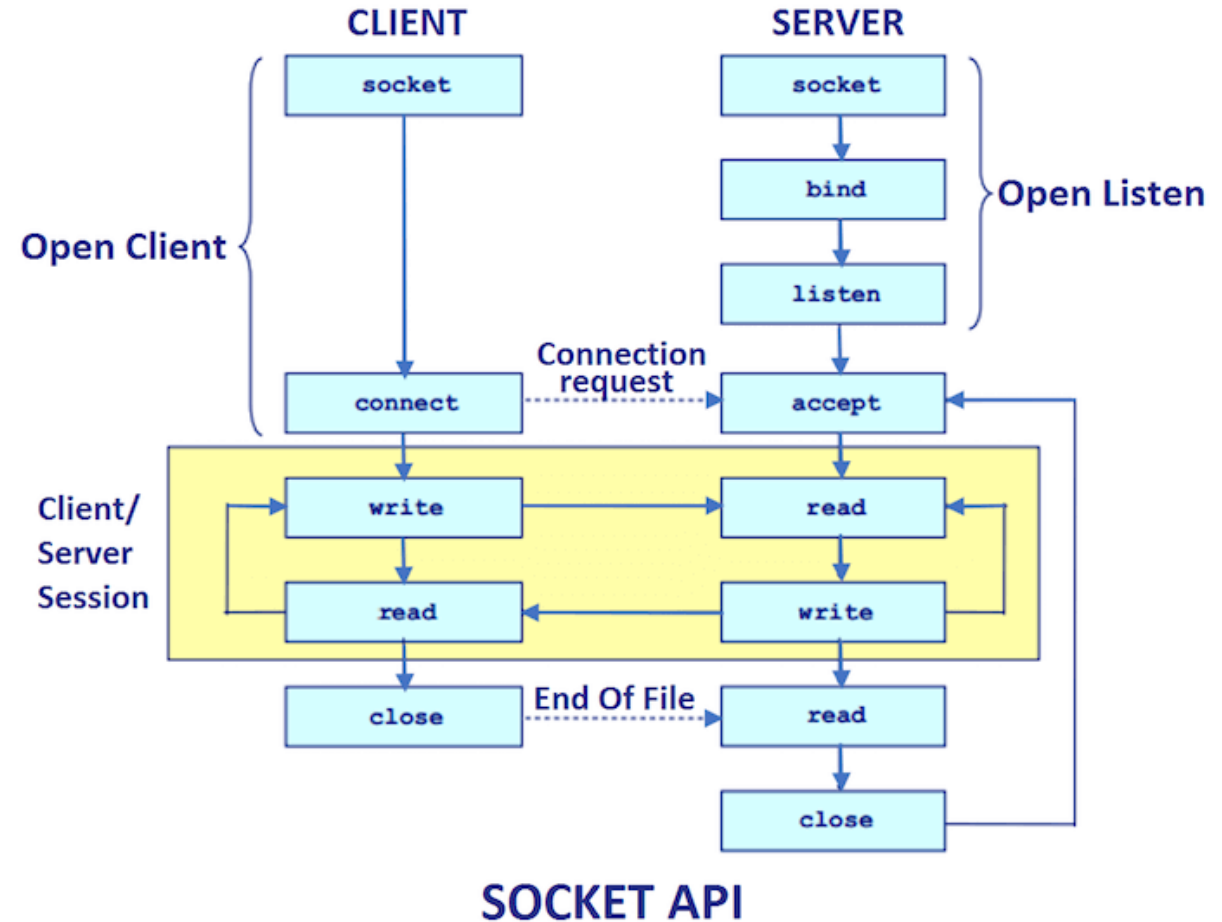 CLIENT
SERVER
socket
socket
bind
Open Listen
Open Client
listen
Connection
request
connect
accept
Client/
Server
Session
write
read
read
write
close
End Of File
read
close
SOCKET API